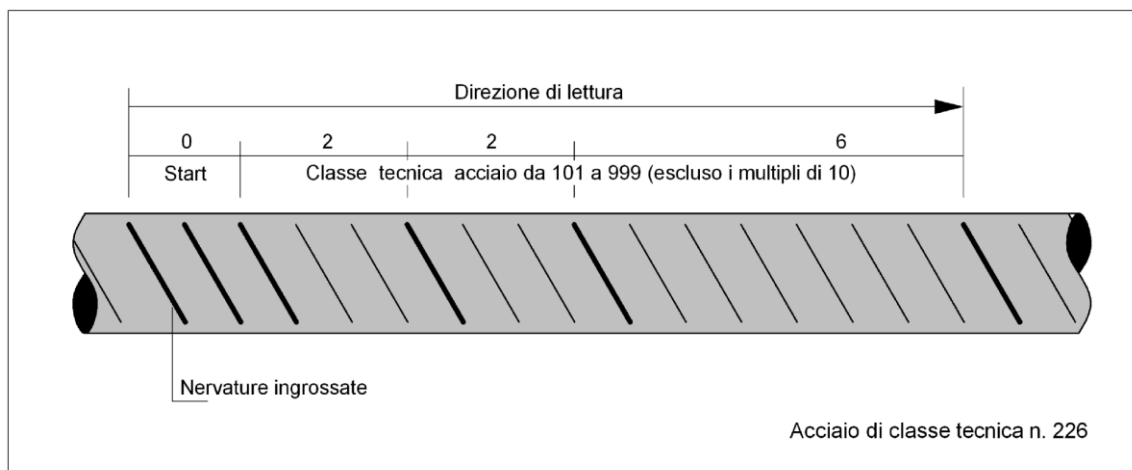 Direzione di lettura
0 2 2 6
Start Classe tecnica acciaio da 101 a 999 (escluso i multipli di 10)
Nervature ingrossate
Acciaio di classe tecnica n. 226